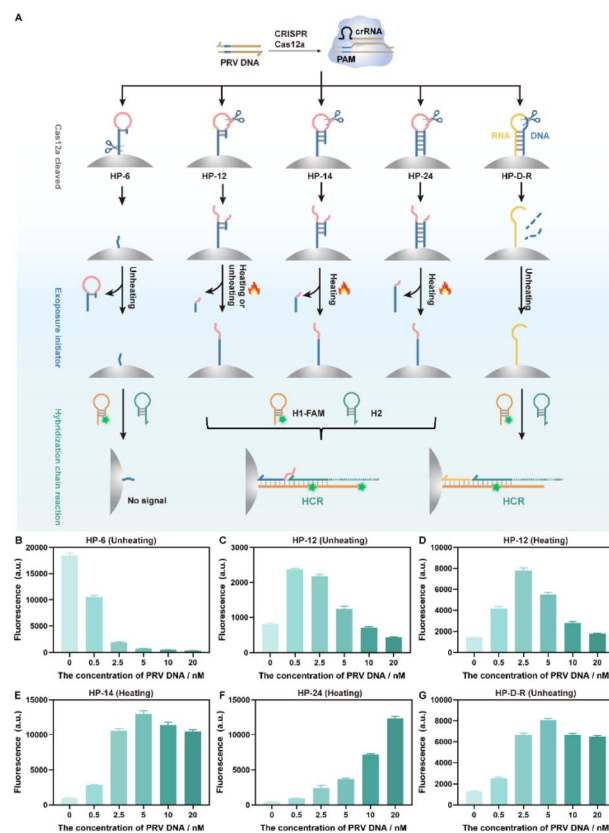 A
CRISPR
Cas12a
PRV DNA
crRNA
PAM
Cas12a cleaved
HP-6
HP-12
HP-14
HP-24
RNA
DNA
HP-D-R
Exoposure initiator
Unheating
Heating or
unheating
Heating
Heating
Unheating
Hybridization chain reaction
H1-FAM
H2
No signal
HCR
HCR
B
HP-6 (Unheating)
Fluorescence (a.u.)
20000
15000
10000
5000
0
0 0.5 2.5 5 10 20
The concentration of PRV DNA / nM
C
HP-12 (Unheating)
Fluorescence (a.u.)
3000
2000
1000
0
0 0.5 2.5 5 10 20
The concentration of PRV DNA / nM
D
HP-12 (Heating)
Fluorescence (a.u.)
10000
8000
6000
4000
2000
0
0 0.5 2.5 5 10 20
The concentration of PRV DNA / nM
E
HP-14 (Heating)
Fluorescence (a.u.)
15000
10000
5000
0
0 0.5 2.5 5 10 20
The concentration of PRV DNA / nM
F
HP-24 (Heating)
Fluorescence (a.u.)
15000
10000
5000
0
0 0.5 2.5 5 10 20
The concentration of PRV DNA / nM
G
HP-D-R (Unheating)
Fluorescence (a.u.)
10000
8000
6000
4000
2000
0
0 0.5 2.5 5 10 20
The concentration of PRV DNA / nM